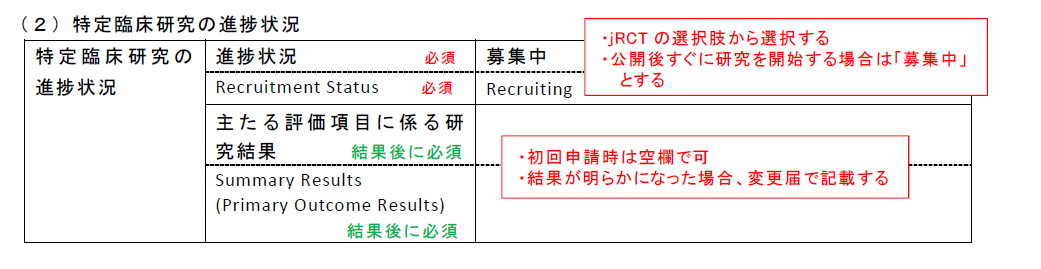 （２）特定臨床研究の進捗状況
特定臨床研究の
進捗状況
進捗状況 必須
募集中
Recruitment Status 必須
Recruiting
・jRCT の選択肢から選択する
・公開後すぐに研究を開始する場合は「募集中」
とする
主たる評価項目に係る研
究結果 結果後に必須
Summary Results
(Primary Outcome Results)
結果後に必須
・初回申請時は空欄で可
・結果が明らかになった場合、変更届で記載する